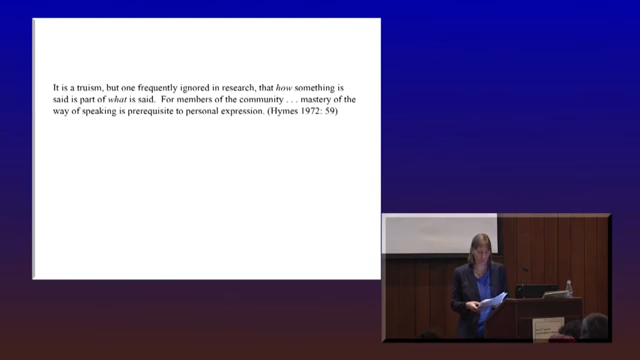 It is a truism, but one frequently ignored in research, that how something is
said is part of what is said.  For members of the community . . . mastery of the
way of speaking is prerequisite to personal expression. (Hymes 1972: 59)